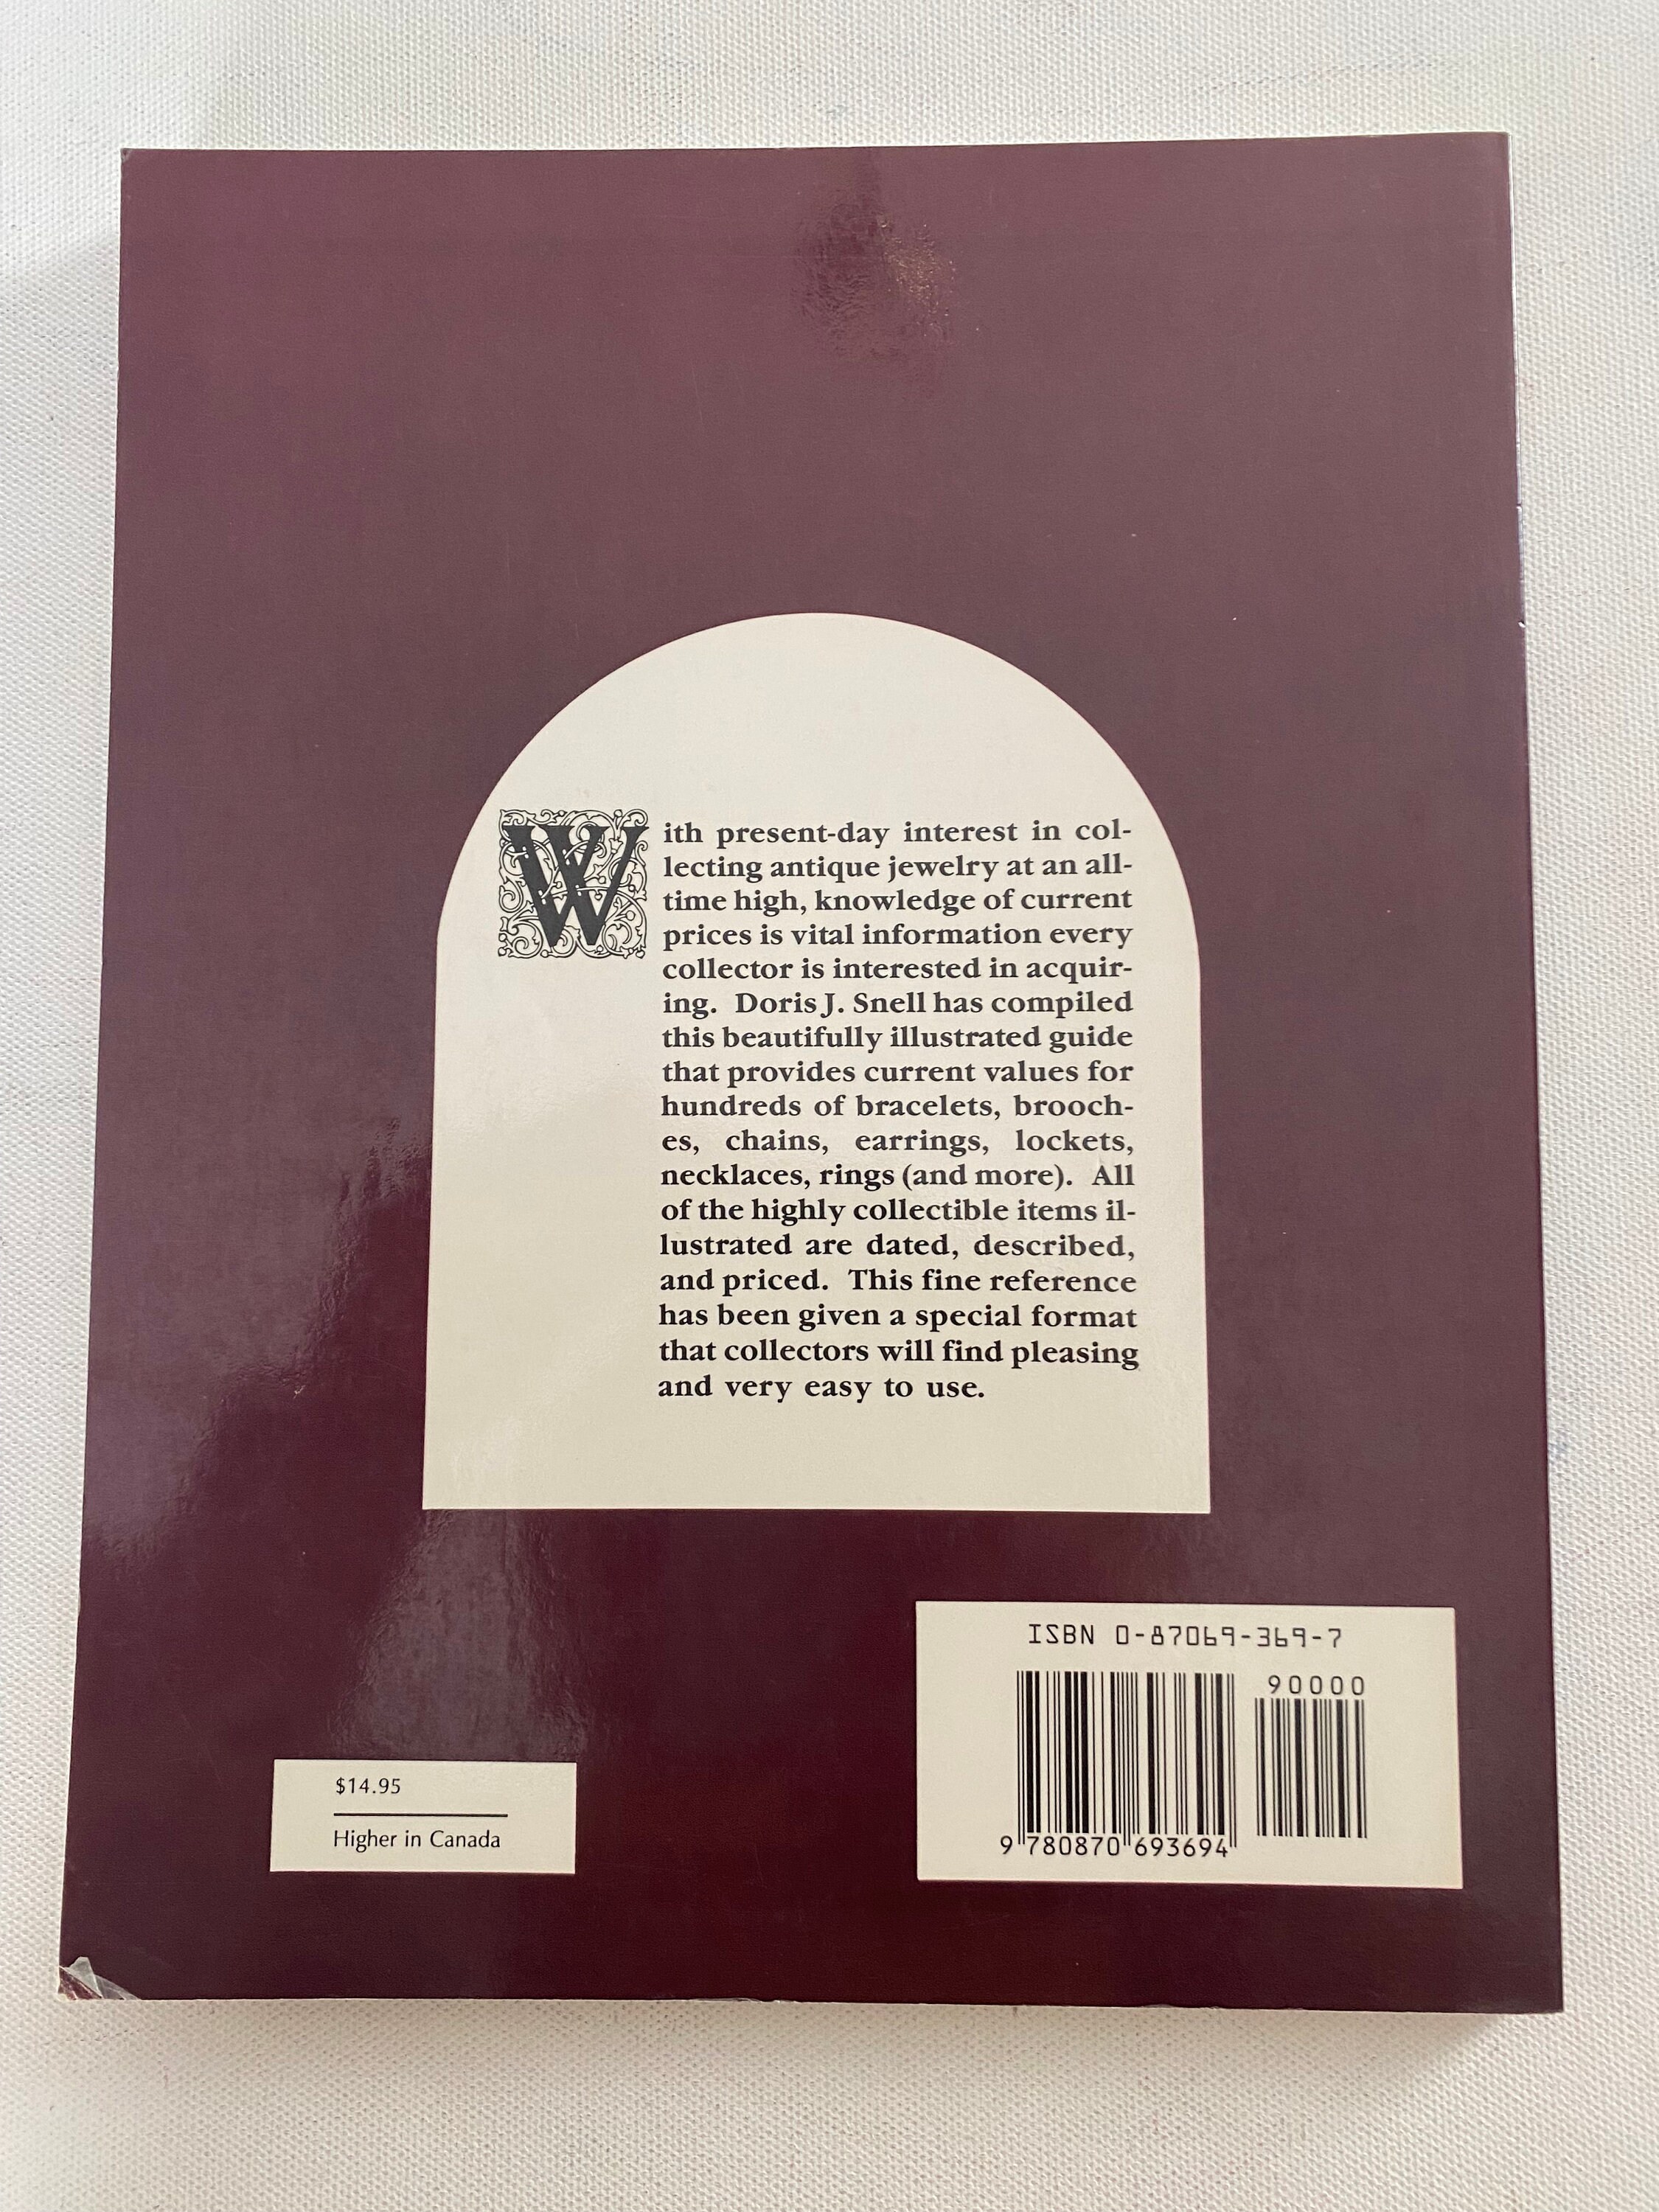 With present-day interest in col-
lecting antique jewelry at an all-
time high, knowledge of current
prices is vital information every
collector is interested in acquir-
ing. Doris J. Snell has compiled
this beautifully illustrated guide
that provides current values for
hundreds of bracelets, brooch-
es, chains, earrings, lockets,
necklaces, rings (and more). All
of the highly collectible items il-
lustrated are dated, described,
and priced. This fine reference
has been given a special format
that collectors will find pleasing
and very easy to use.
$14.95
Higher in Canada
ISBN 0-87069-369-7
90000
9 780870 693694